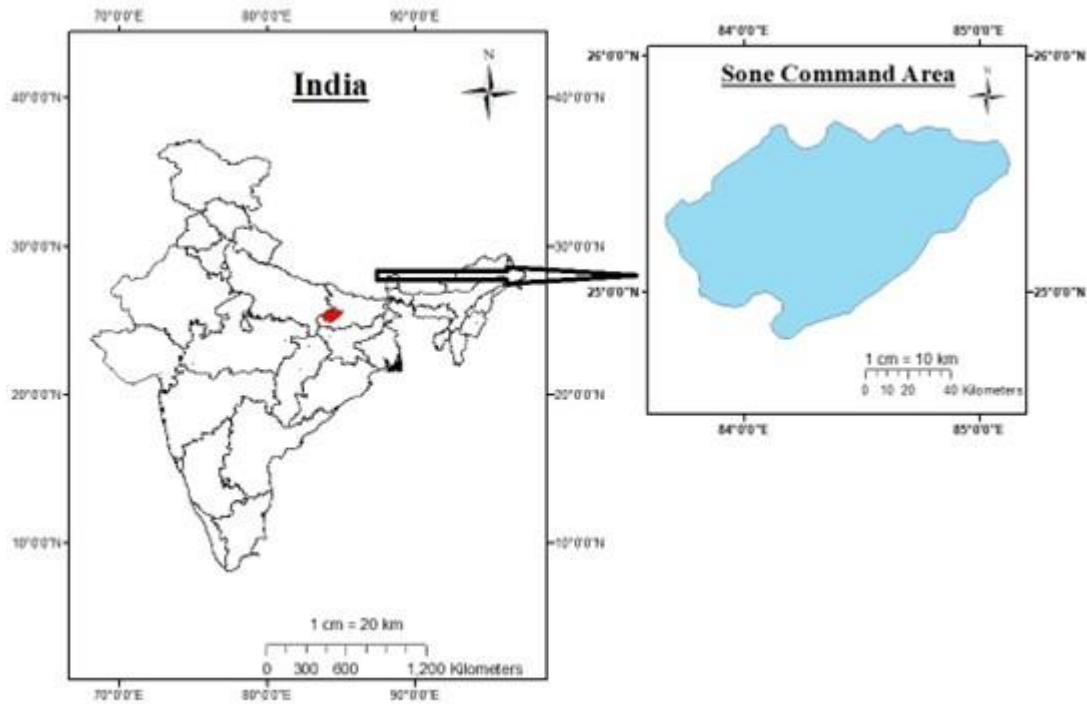 70°0'0"E 80°0'0"E 90°0'0"E
India
N
40°0'0"N
40°0'0"N
30°0'0"N
30°0'0"N
20°0'0"N
20°0'0"N
10°0'0"N
10°0'0"N
1 cm = 20 km
0 300 600 1,200 Kilometers
70°0'0"E 80°0'0"E 90°0'0"E
84°0'0"E 85°0'0"E
26°0'0"N
26°0'0"N
Sone Command Area
N
25°0'0"N
25°0'0"N
1 cm = 10 km
0 10 20 40 Kilometers
84°0'0"E 85°0'0"E